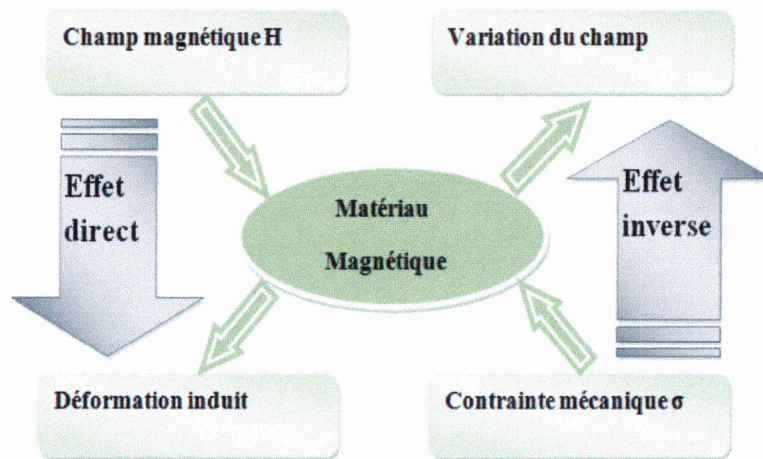 Champ magnétique H
Variation du champ
Effet
direct
Matériau
Magnétique
Effet
inverse
Déformation induit
Contrainte mécanique σ